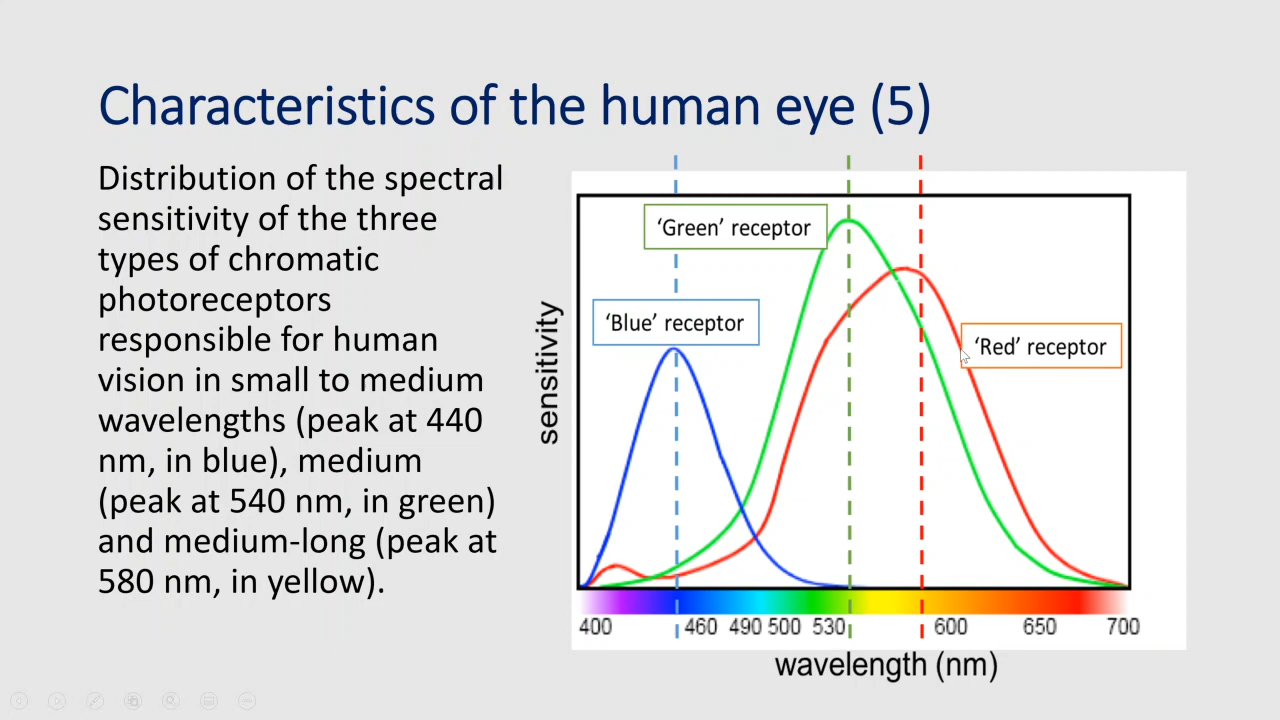 Characteristics of the human eye (5)
Distribution of the spectral
sensitivity of the three
types of chromatic
photoreceptors
responsible for human
vision in small to medium
wavelengths (peak at 440
nm, in blue), medium
(peak at 540 nm, in green)
and medium-long (peak at
580 nm, in yellow).
‘Green’ receptor
‘Blue’ receptor
‘Red’ receptor
sensitivity
400 460 490 500 530 600 650 700
wavelength (nm)